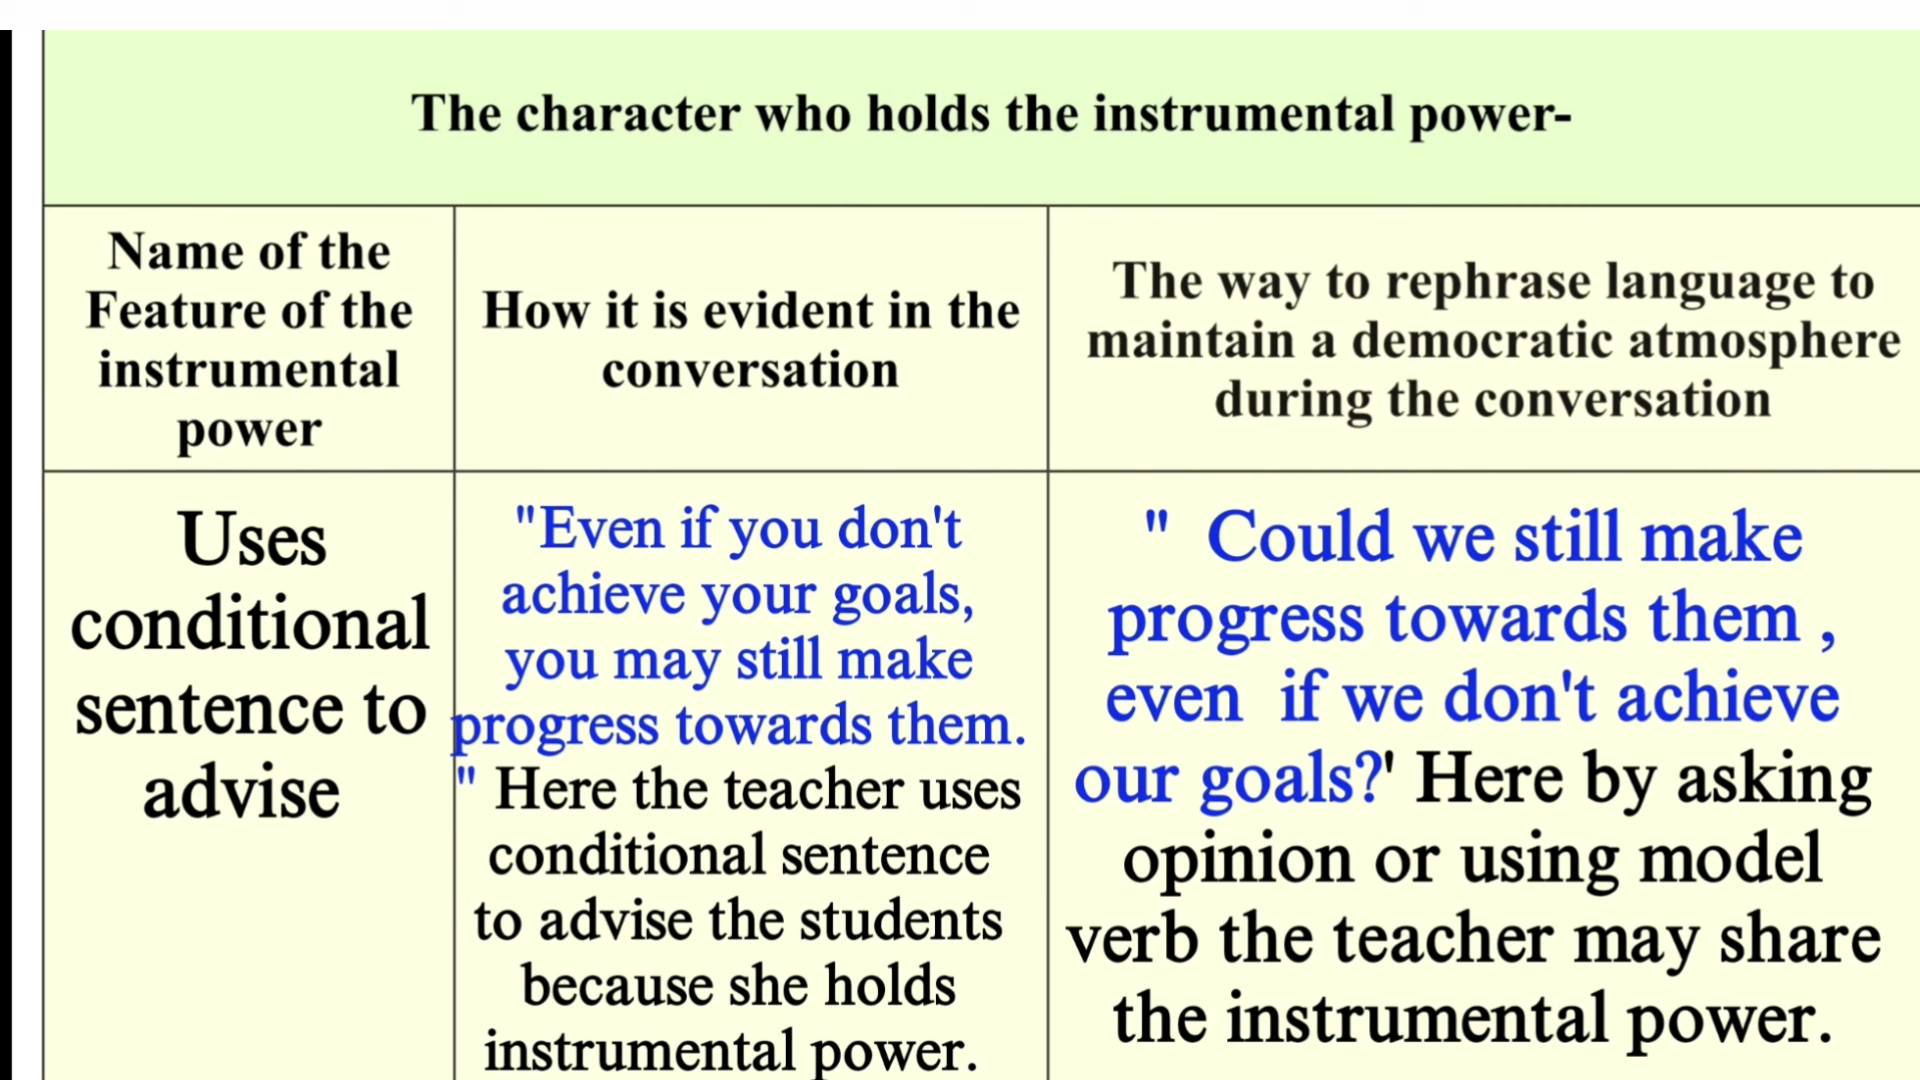 The character who holds the instrumental power-
Name of the
Feature of the
instrumental
power
How it is evident in the
conversation
The way to rephrase language to
maintain a democratic atmosphere
during the conversation
Uses
conditional
sentence to
advise
"Even if you don't
achieve your goals,
you may still make
progress towards them.
" Here the teacher uses
conditional sentence
to advise the students
because she holds
instrumental power.
" Could we still make
progress towards them ,
even if we don't achieve
our goals?' Here by asking
opinion or using model
verb the teacher may share
the instrumental power.